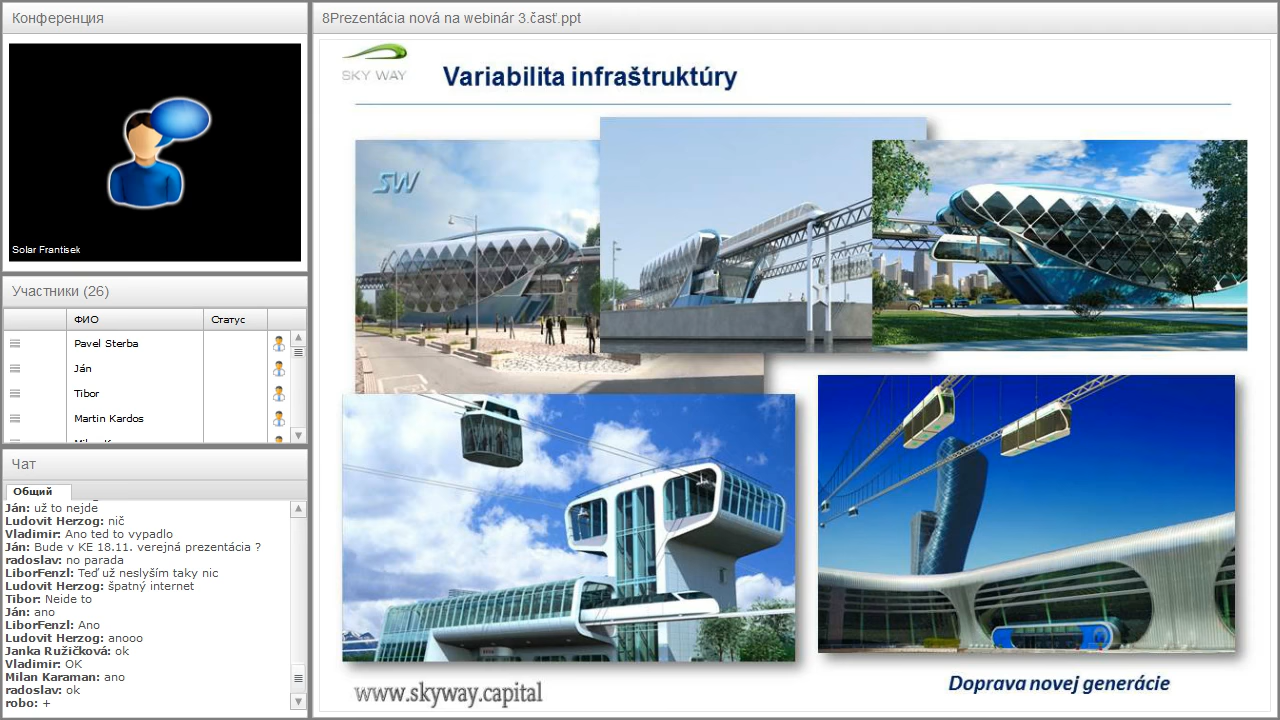 Конференция
Solar Frantisek
Участники (26)
ФИО Статус
Pavel Sterba
Ján
Tibor
Martin Kardos
Чат
Общий
Ján: už to nejde
Ludovit Herzog: nič
Vladimir: Ano ted to vypadlo
Ján: Bude v KE 18.11. verejná prezentácia ?
radoslav: no parada
LiborFenzl: Teď už neslyším taky nic
Ludovit Herzog: špatný internet
Tibor: Nejde to
Ján: ano
LiborFenzl: Ano
Ludovit Herzog: anooo
Janka Ružičková: ok
Vladimir: OK
Milan Karaman: ano
radoslav: ok
robo: +
8Prezentácia nová na webinár 3.časť.ppt
SKY WAY
Variabilita infraštruktúry
SW
www.skyway.capital
Doprava novej generácie